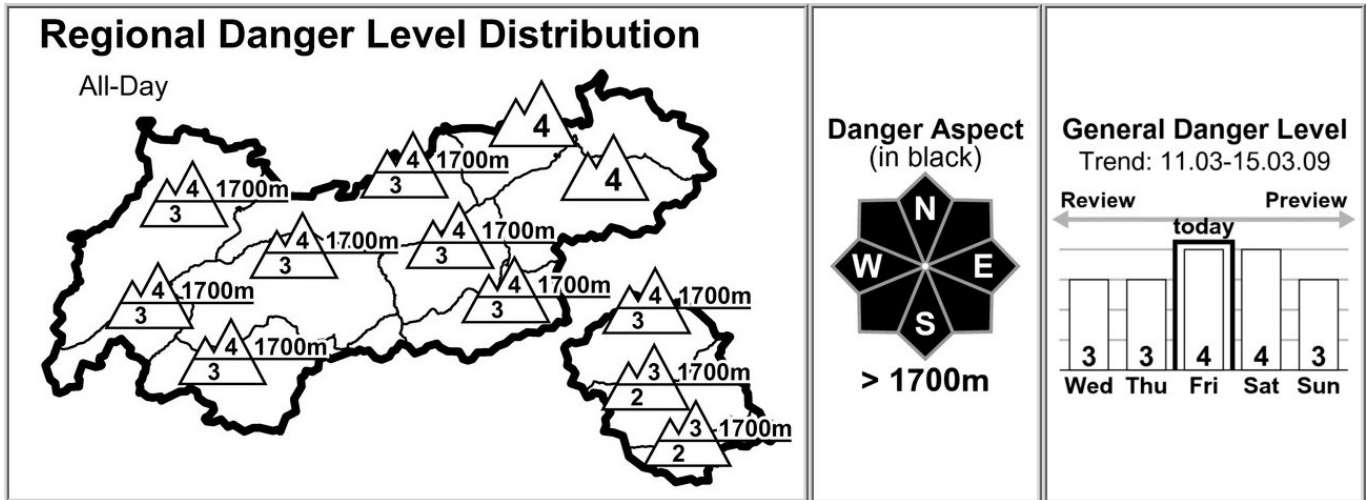 Regional Danger Level Distribution
All-Day
4
4
4 1700m
3
4 1700m
3
4 1700m
3
4 1700m
3
4 1700m
3
4 1700m
3
4 1700m
3
4 1700m
3
3 1700m
2
3 1700m
2
Danger Aspect
(in black)
N
W E
S
> 1700m
General Danger Level
Trend: 11.03-15.03.09
Review Preview
today
3 3 4 4 3
Wed Thu Fri Sat Sun